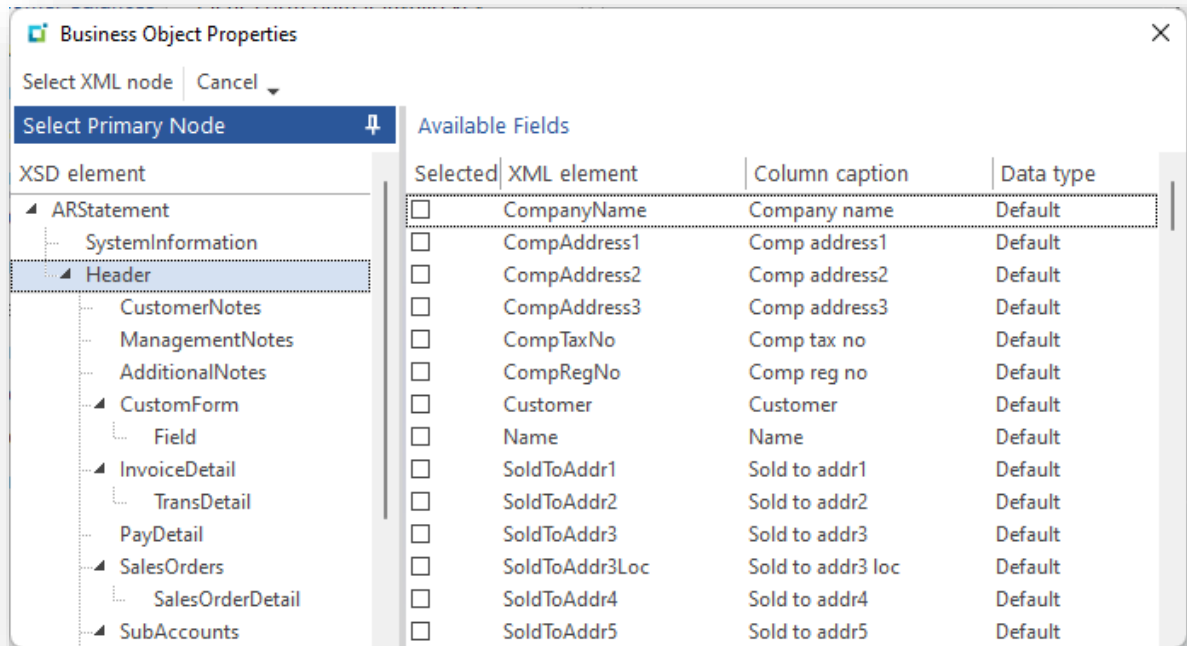 Business Object Properties
Select XML node Cancel
Select Primary Node
XSD element
ARStatement
SystemInformation
Header
CustomerNotes
ManagementNotes
AdditionalNotes
CustomForm
Field
InvoiceDetail
TransDetail
PayDetail
SalesOrders
SalesOrderDetail
SubAccounts
Available Fields
Selected XML element Column caption Data type
CompanyName Company name Default
CompAddress1 Comp address1 Default
CompAddress2 Comp address2 Default
CompAddress3 Comp address3 Default
CompTaxNo Comp tax no Default
CompRegNo Comp reg no Default
Customer Customer Default
Name Name Default
SoldToAddr1 Sold to addr1 Default
SoldToAddr2 Sold to addr2 Default
SoldToAddr3 Sold to addr3 Default
SoldToAddr3Loc Sold to addr3 loc Default
SoldToAddr4 Sold to addr4 Default
SoldToAddr5 Sold to addr5 Default